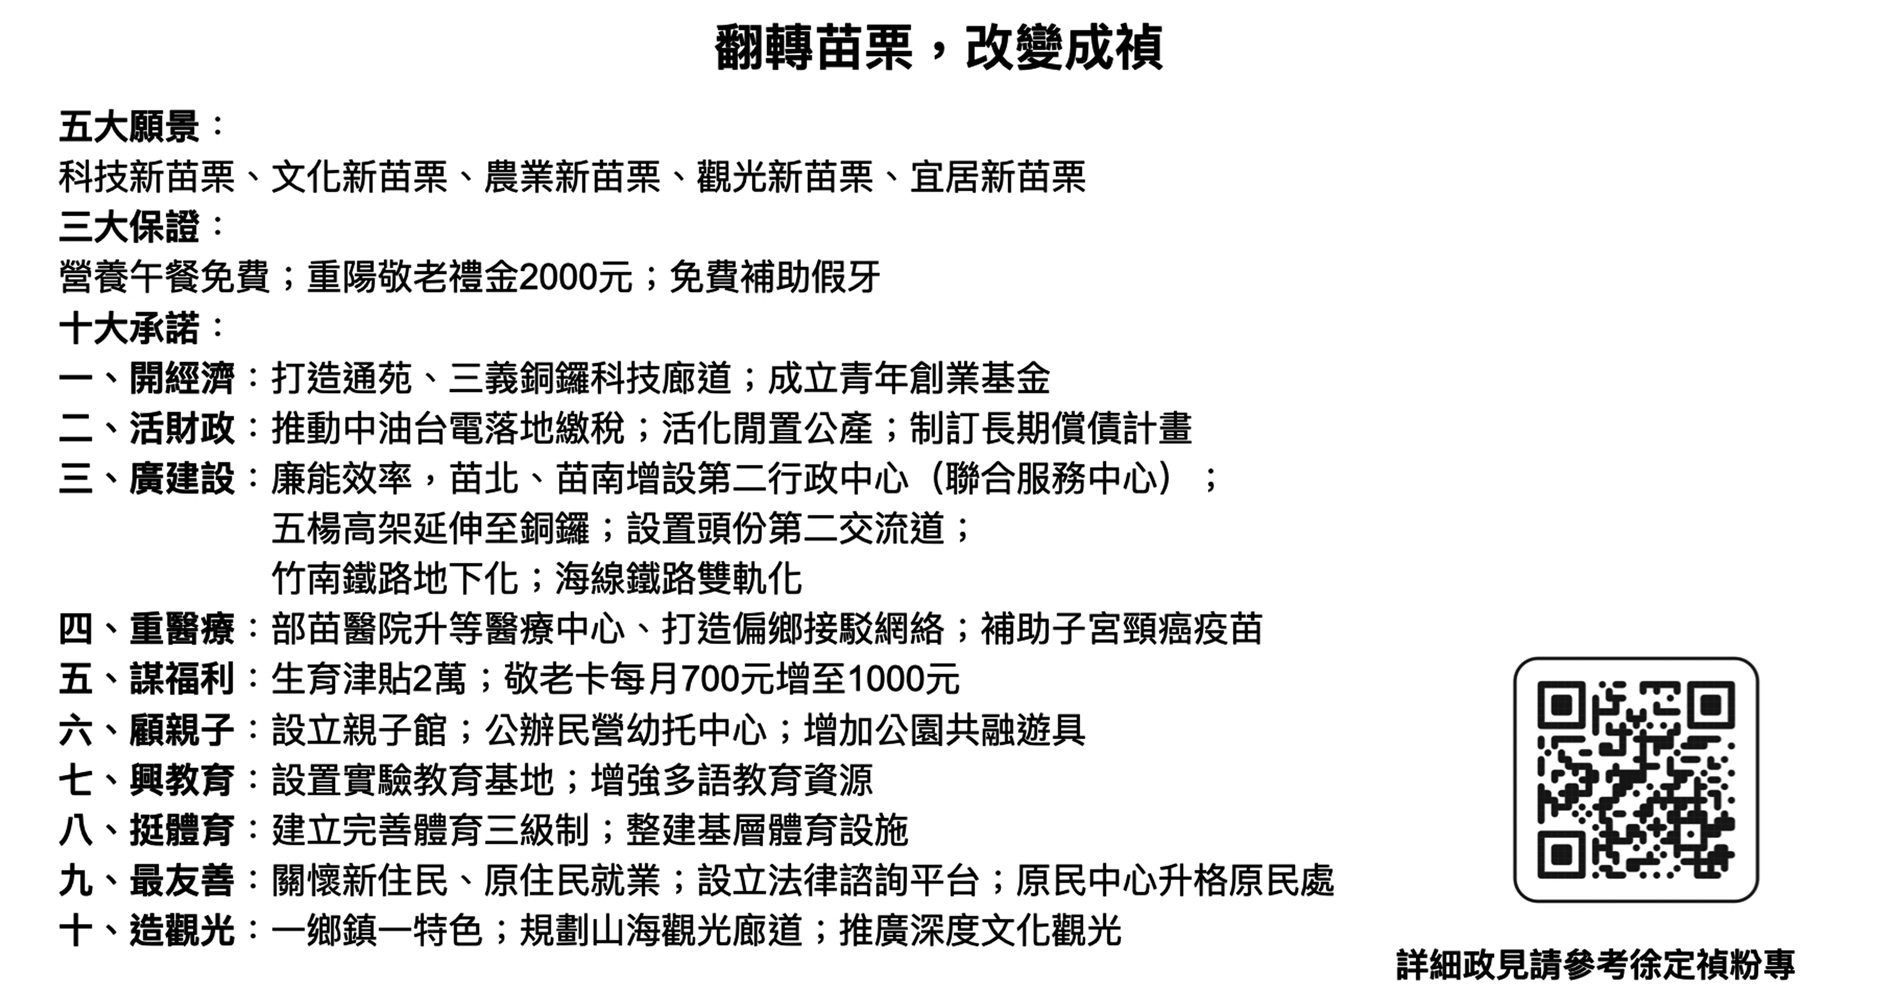 翻轉苗栗，改變成禎
五大願景：
科技新苗栗、文化新苗栗、農業新苗栗、觀光新苗栗、宜居新苗栗
三大保證：
營養午餐免費；重陽敬老禮金2000元；免費補助假牙
十大承諾：
一、開經濟：打造通苑、三義銅鑼科技廊道；成立青年創業基金
二、活財政：推動中油台電落地繳稅；活化閒置公產；制訂長期償債計畫
三、廣建設：廉能效率，苗北、苗南增設第二行政中心（聯合服務中心）；
五楊高架延伸至銅鑼；設置頭份第二交流道；
竹南鐵路地下化；海線鐵路雙軌化
四、重醫療：部苗醫院升等醫療中心、打造偏鄉接駁網絡；補助子宮頸癌疫苗
五、謀福利：生育津貼2萬；敬老卡每月700元增至1000元
六、顧親子：設立親子館；公辦民營幼托中心；增加公園共融遊具
七、興教育：設置實驗教育基地；增強多語教育資源
八、挺體育：建立完善體育三級制；整建基層體育設施
九、最友善：關懷新住民、原住民就業；設立法律諮詢平台；原民中心升格原民處
十、造觀光：一鄉鎮一特色；規劃山海觀光廊道；推廣深度文化觀光
詳細政見請參考徐定禎粉專